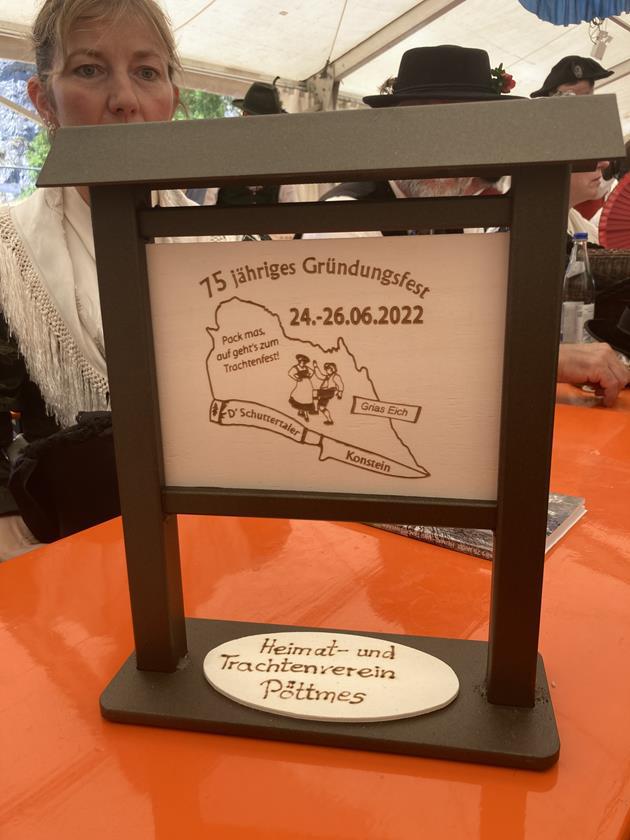 75 jähriges Gründungsfest
24.-26.06.2022
Pack mas,
auf geht's zum
Trachtenfest!
Grias Eich
D' Schuttertaler
Konstein
Heimat- und
Trachtenverein
Pöttmes